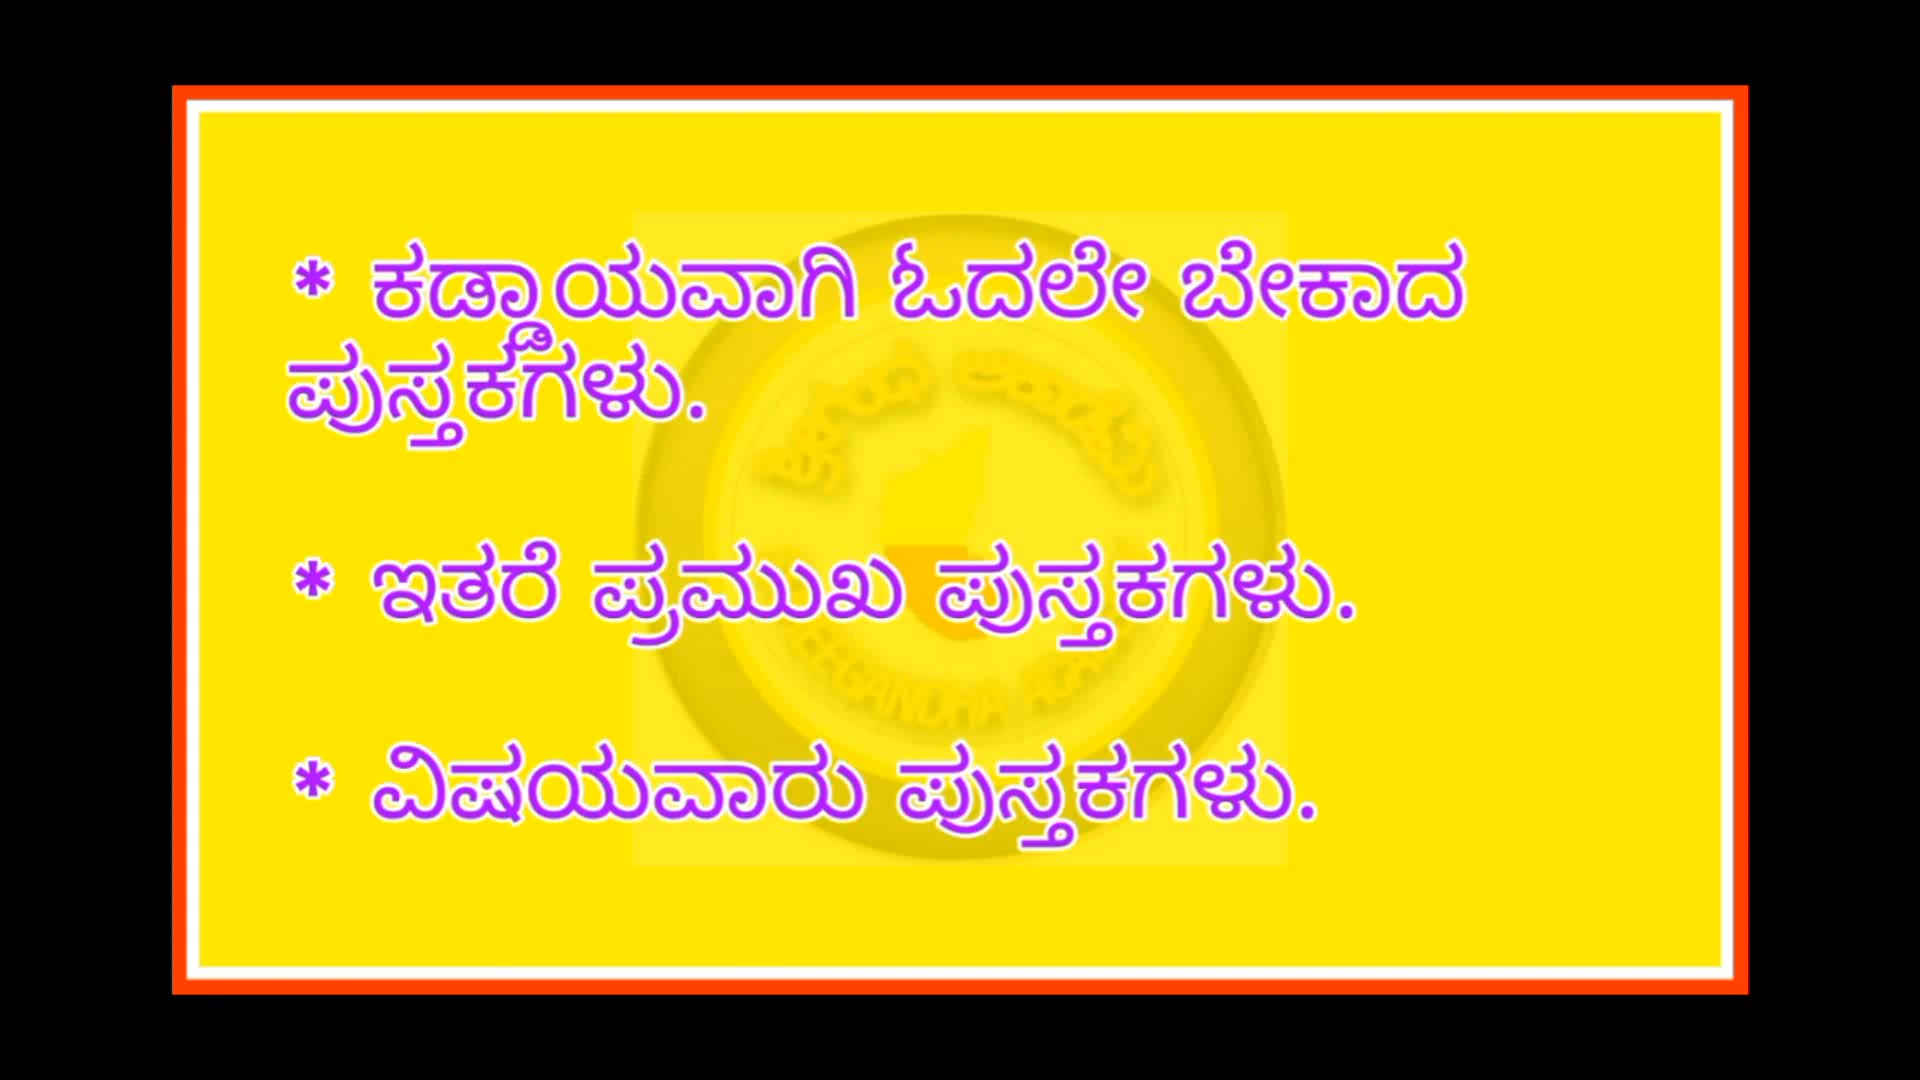 * ಕಡ್ಡಾಯವಾಗಿ ಓದಲೇ ಬೇಕಾದ
ಪುಸ್ತಕಗಳು.
* ಇತರೆ ಪ್ರಮುಖ ಪುಸ್ತಕಗಳು.
* ವಿಷಯವಾರು ಪುಸ್ತಕಗಳು.